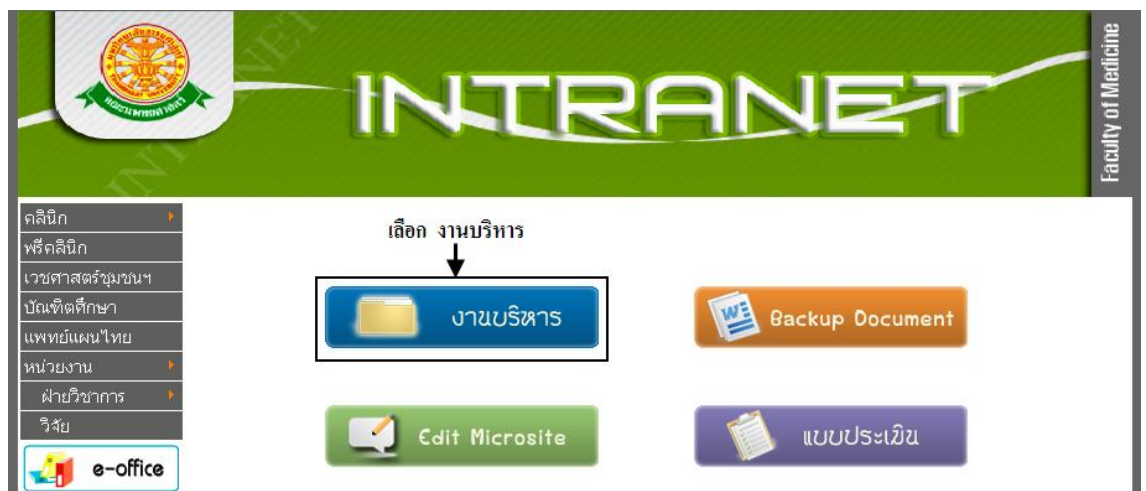 INTRANET
Faculty of Medicine
คลินิก
พรีคลินิก
เวชศาสตร์ชุมชนฯ
บัณฑิตศึกษา
แพทย์แผนไทย
หน่วยงาน
ฝ่ายวิชาการ
วิจัย
e-office
เลือก งานบริหาร
งานบริหาร
Backup Document
Edit Microsite
แบบประเมิน